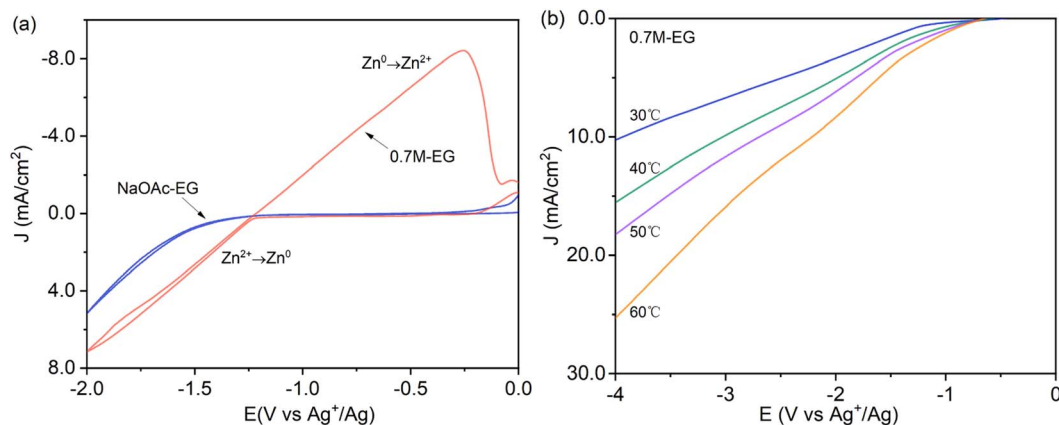 (a)
-8.0
-4.0
0.0
4.0
8.0
J (mA/cm²)
Zn⁰→Zn²⁺
0.7M-EG
NaOAc-EG
Zn²⁺→Zn⁰
-2.0 -1.5 -1.0 -0.5 0.0
E(V vs Ag⁺/Ag)
(b)
0.0
10.0
20.0
30.0
J (mA/cm²)
0.7M-EG
30℃
40℃
50℃
60℃
-4 -3 -2 -1 0
E (V vs Ag⁺/Ag)